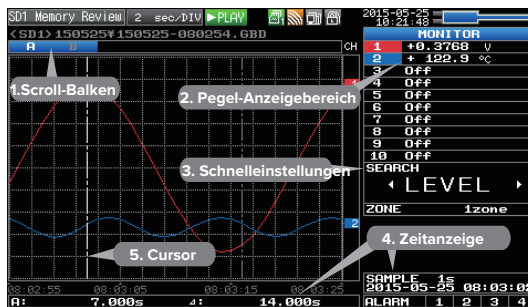 SD1 Memory Review 2 sec/DIV ▶PLAY
2015-05-25 10:21:48
<SD1>150525¥150525-080254.GBD
A B CH
MONITOR
1 +0.3768 V
2 + 122.9 °C
3 Off
4 Off
5 Off
6 Off
7 Off
8 Off
9 Off
10 Off
1.Scroll-Balken
2. Pegel-Anzeigebereich
1
3. Schnelleinstellungen
SEARCH
LEVEL
ZONE 1zone
2
4. Zeitanzeige
5. Cursor
SAMPLE 1s
2015-05-25 08:03:0
08:02:55 08:03:05 08:03:15 08:03:25
A: 7.000s ⊿: 14.000s
ALARM 1 2 3 4